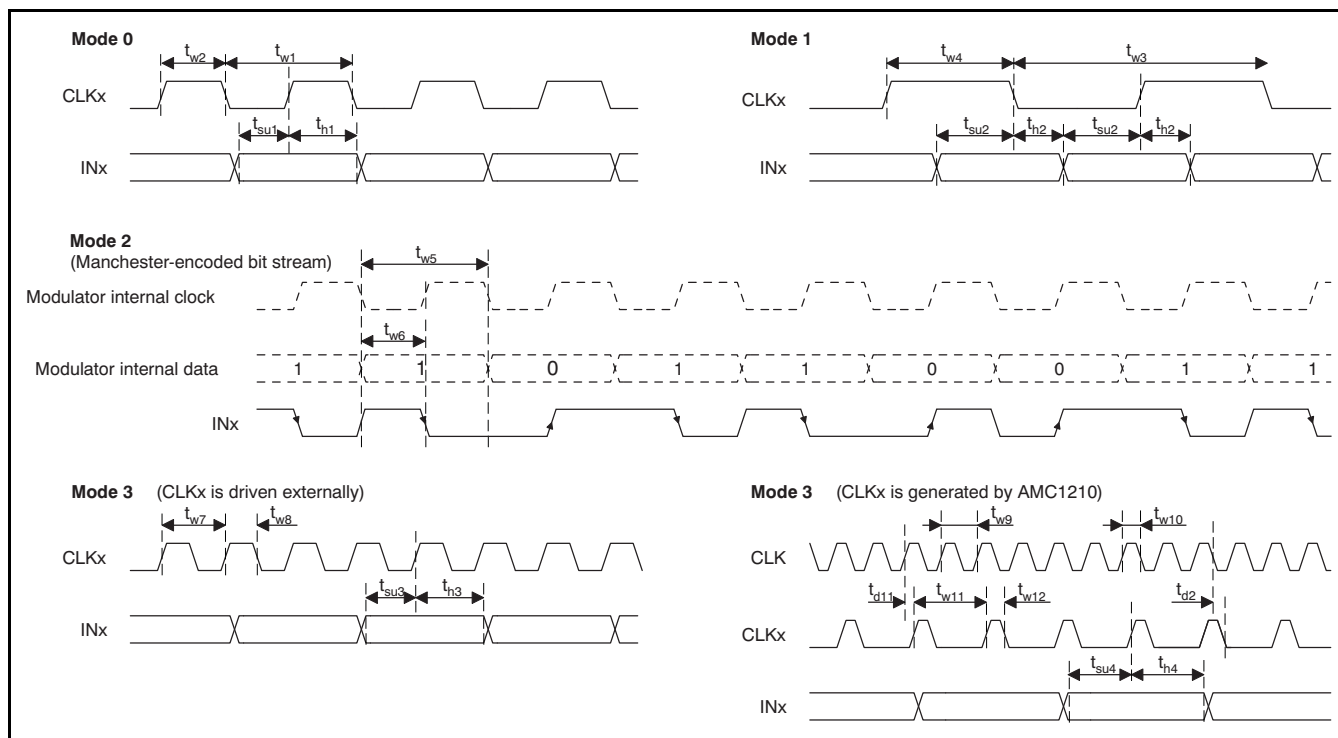 Mode 0
tw2
tw1
CLKx
tsu1
th1
INx
Mode 1
tw4
tw3
CLKx
tsu2
th2
tsu2
th2
INx
Mode 2
(Manchester-encoded bit stream)
tw5
Modulator internal clock
tw6
Modulator internal data
1 1 0 1 1 0 0 1 1
INx
Mode 3 (CLKx is driven externally)
tw7
tw8
CLKx
tsu3
th3
INx
Mode 3 (CLKx is generated by AMC1210)
tw9
tw10
CLK
td11
tw11
tw12
td2
CLKx
tsu4
th4
INx